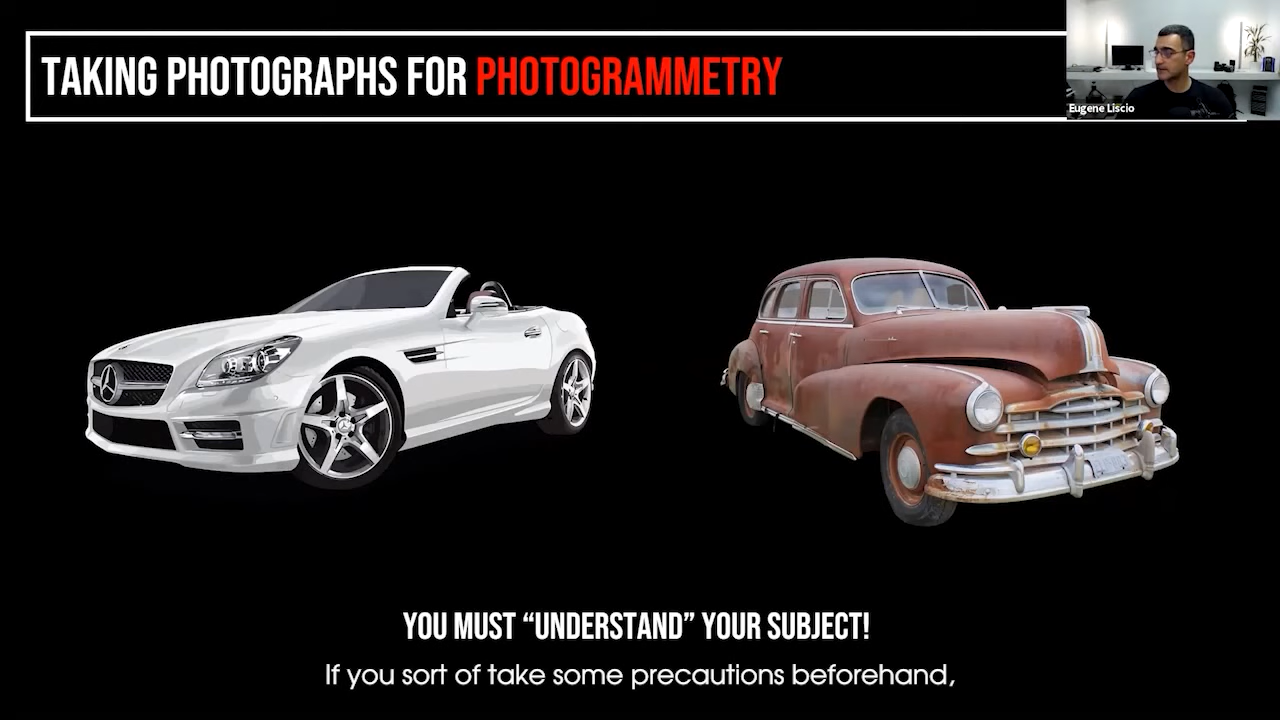 TAKING PHOTOGRAPHS FOR PHOTOGRAMMETRY
Eugene Liscio
YOU MUST “UNDERSTAND” YOUR SUBJECT!
If you sort of take some precautions beforehand,